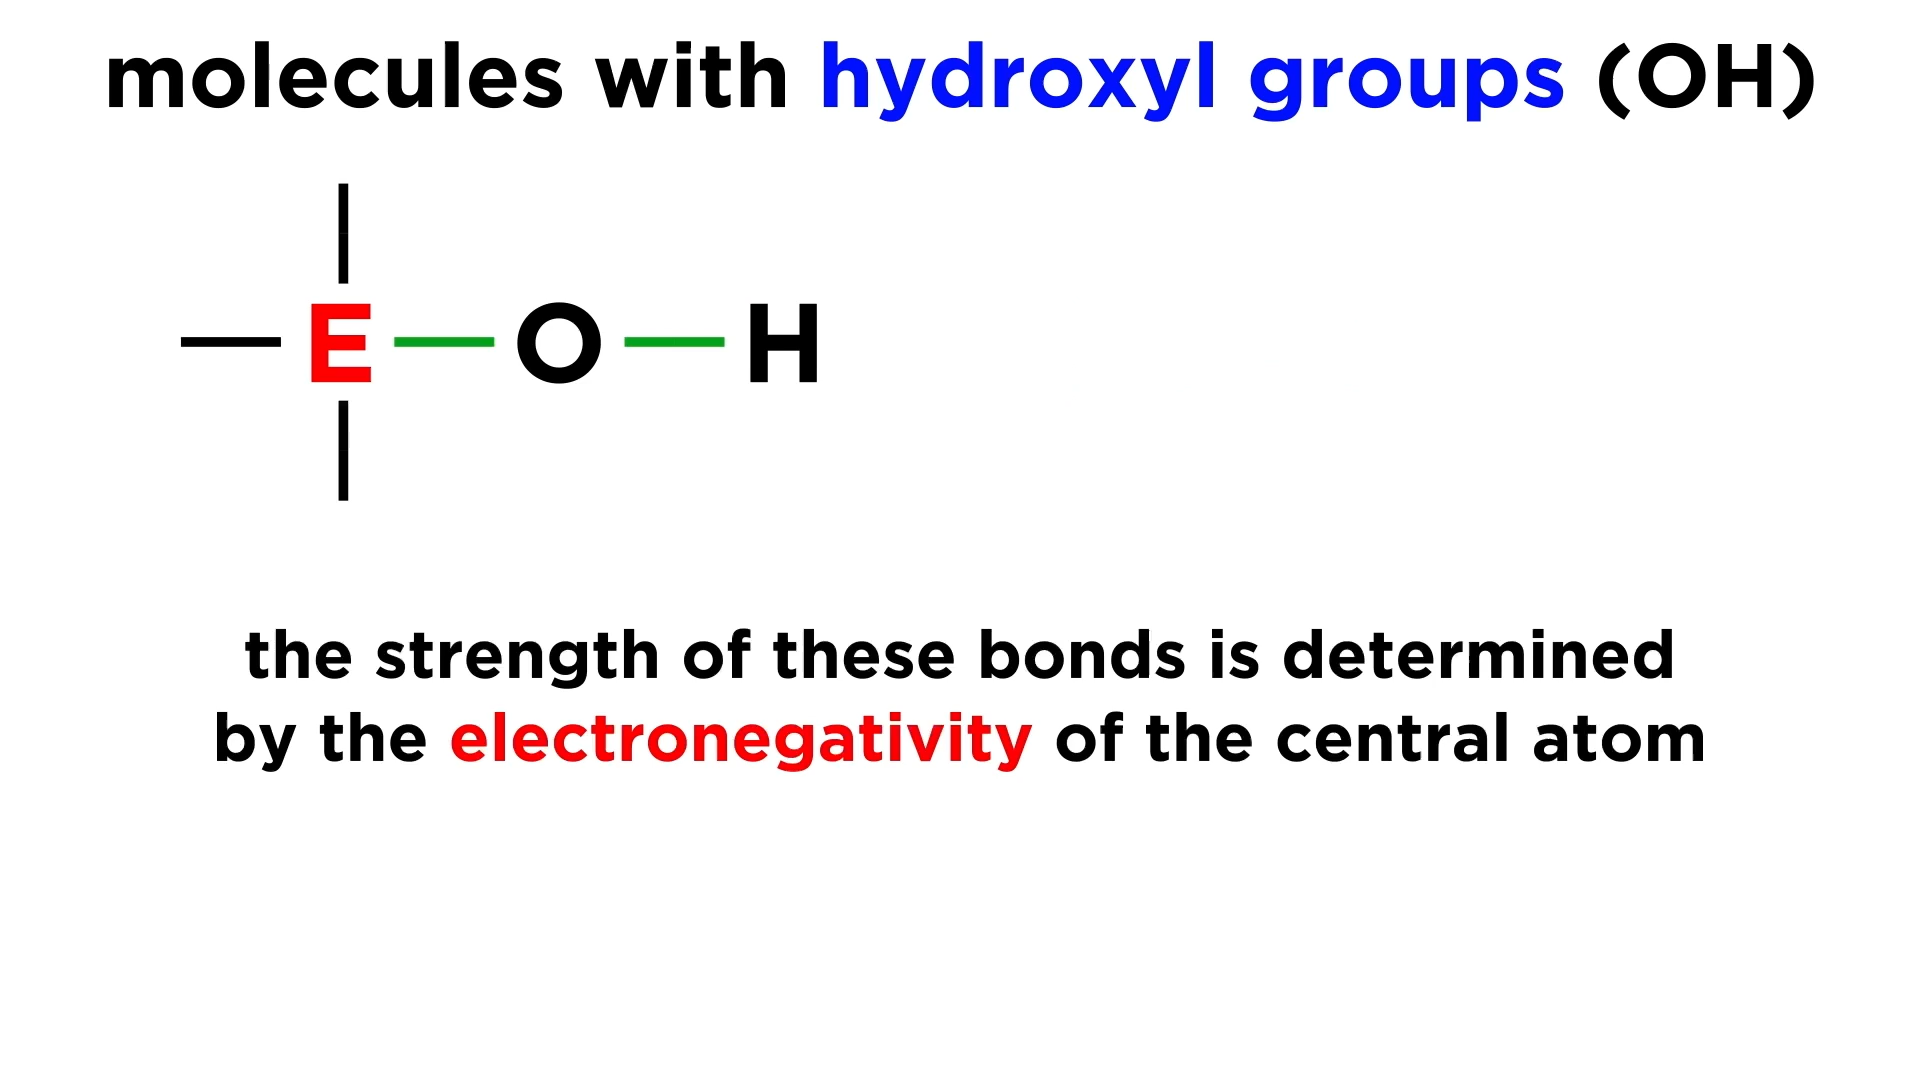 molecules with hydroxyl groups (OH)
E O H
the strength of these bonds is determined
by the electronegativity of the central atom